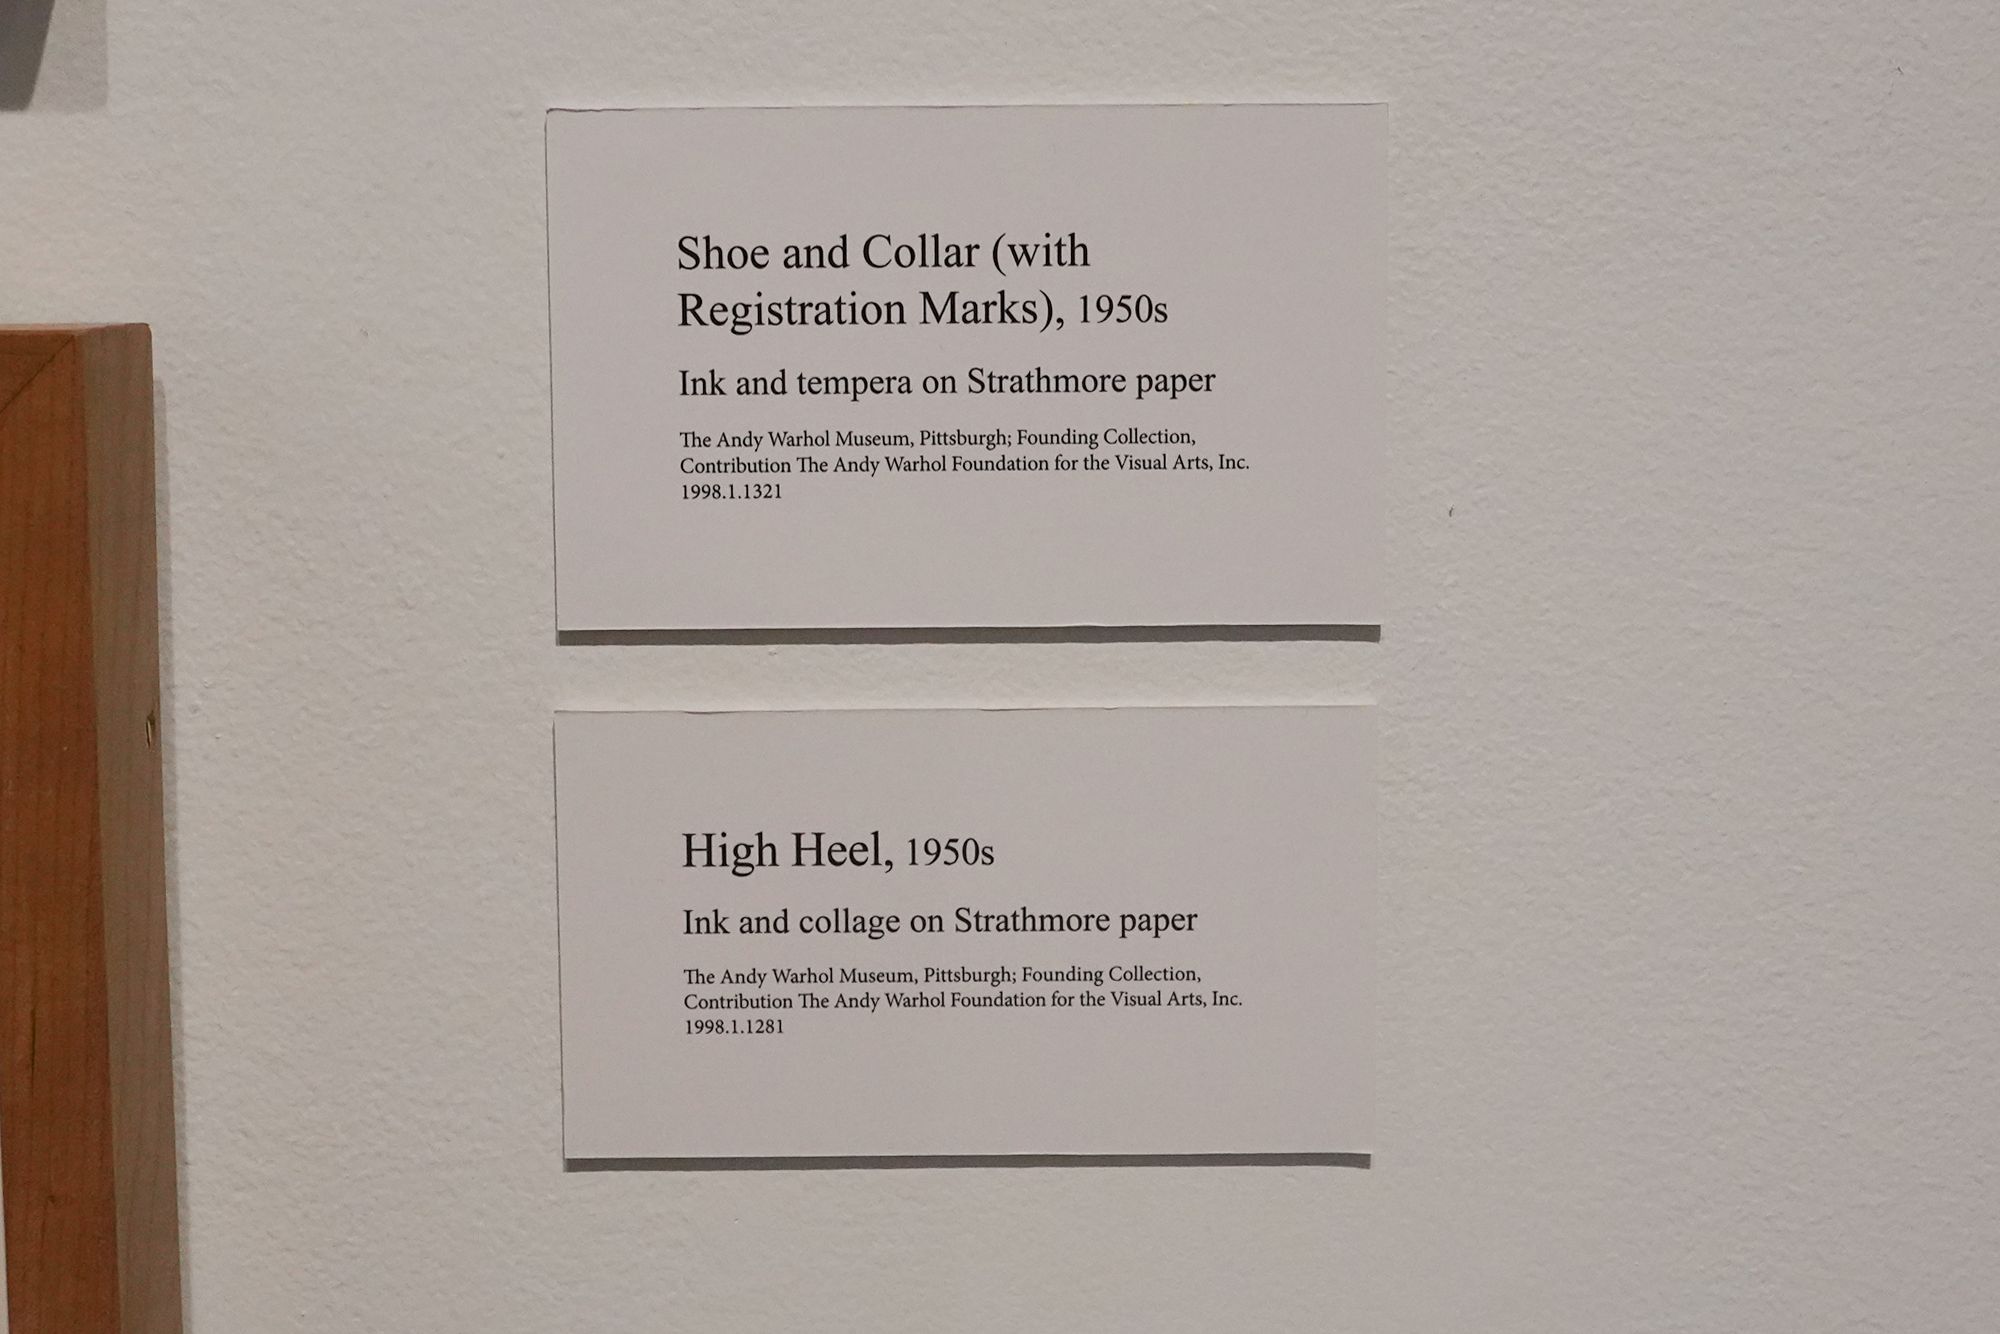 Shoe and Collar (with
Registration Marks), 1950s
Ink and tempera on Strathmore paper
The Andy Warhol Museum, Pittsburgh; Founding Collection,
Contribution The Andy Warhol Foundation for the Visual Arts, Inc.
1998.1.1321
High Heel, 1950s
Ink and collage on Strathmore paper
The Andy Warhol Museum, Pittsburgh; Founding Collection,
Contribution The Andy Warhol Foundation for the Visual Arts, Inc.
1998.1.1281